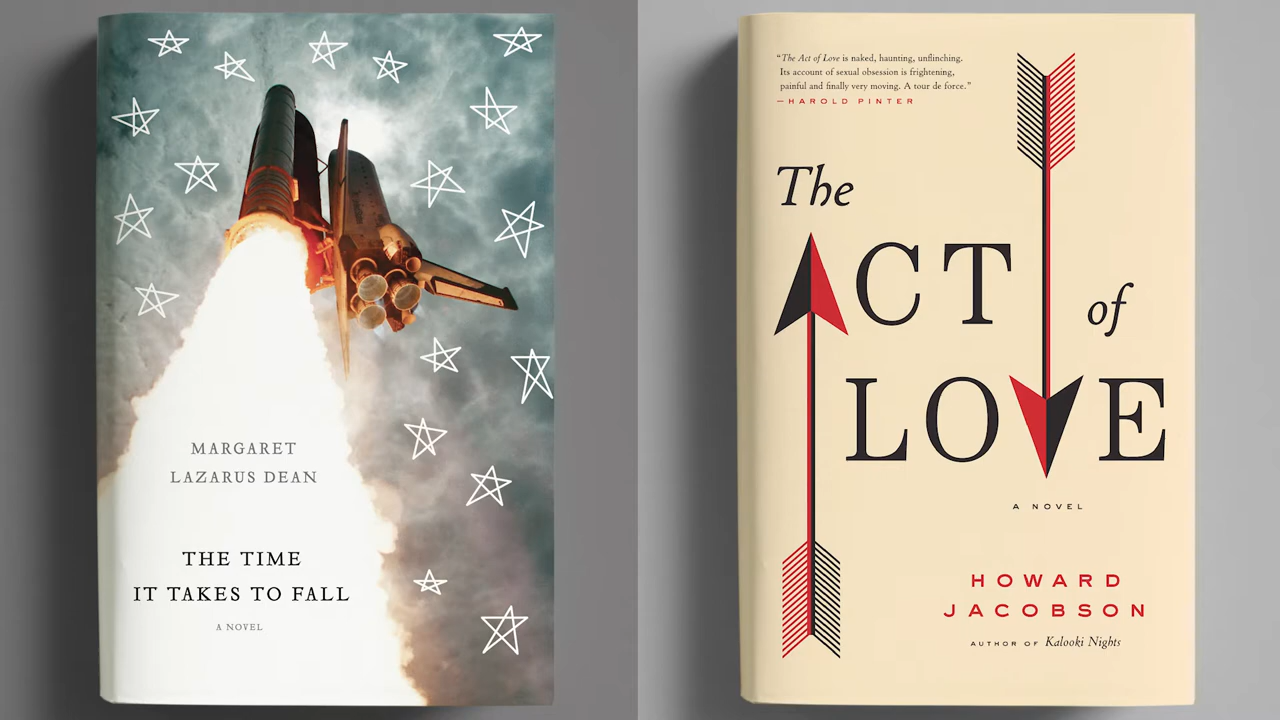 MARGARET
LAZARUS DEAN
THE TIME
IT TAKES TO FALL
A NOVEL
“The Act of Love is naked, haunting, unflinching.
Its account of sexual obsession is frightening,
painful and finally very moving. A tour de force.”
—HAROLD PINTER
The
ACT of
LOVE
A NOVEL
HOWARD
JACOBSON
AUTHOR OF Kalooki Nights